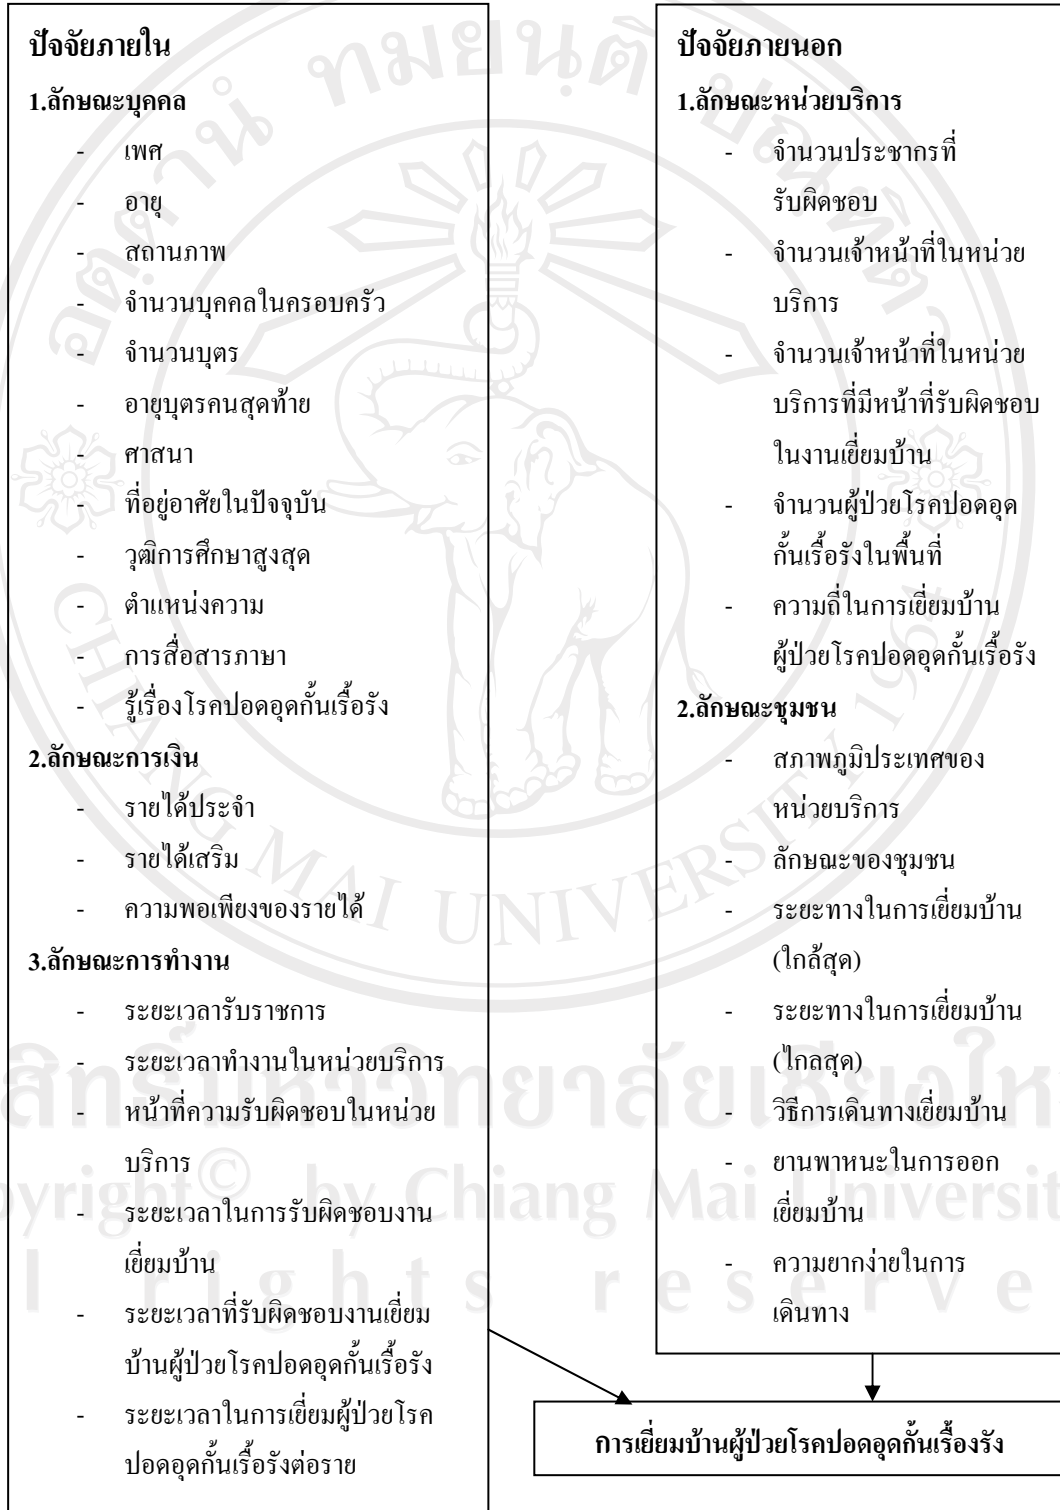 ปัจจัยภายใน
1.ลักษณะบุคคล
- เพศ
- อายุ
- สถานภาพ
- จำนวนบุคคลในครอบครัว
- จำนวนบุตร
- อายุบุตรคนสุดท้าย
- ศาสนา
- ที่อยู่อาศัยในปัจจุบัน
- วุฒิการศึกษาสูงสุด
- ตำแหน่งความ
- การสื่อสารภาษา
- รู้เรื่องโรคปอดอุดกั้นเรื้อรัง
2.ลักษณะการเงิน
- รายได้ประจำ
- รายได้เสริม
- ความพอเพียงของรายได้
3.ลักษณะการทำงาน
- ระยะเวลารับราชการ
- ระยะเวลาทำงานในหน่วยบริการ
- หน้าที่ความรับผิดชอบในหน่วย
บริการ
- ระยะเวลาในการรับผิดชอบงาน
เยี่ยมบ้าน
- ระยะเวลาที่รับผิดชอบงานเยี่ยม
บ้านผู้ป่วยโรคปอดอุดกั้นเรื้อรัง
- ระยะเวลาในการเยี่ยมผู้ป่วยโรค
ปอดอุดกั้นเรื้อรังต่อราย
ปัจจัยภายนอก
1.ลักษณะหน่วยบริการ
- จำนวนประชากรที่
รับผิดชอบ
- จำนวนเจ้าหน้าที่ในหน่วย
บริการ
- จำนวนเจ้าหน้าที่ในหน่วย
บริการที่มีหน้าที่รับผิดชอบ
ในงานเยี่ยมบ้าน
- จำนวนผู้ป่วยโรคปอดอุด
กั้นเรื้อรังในพื้นที่
- ความถี่ในการเยี่ยมบ้าน
ผู้ป่วยโรคปอดอุดกั้นเรื้อรัง
2.ลักษณะชุมชน
- สภาพภูมิประเทศของ
หน่วยบริการ
- ลักษณะของชุมชน
- ระยะทางในการเยี่ยมบ้าน
(ใกล้สุด)
- ระยะทางในการเยี่ยมบ้าน
(ไกลสุด)
- วิธีการเดินทางเยี่ยมบ้าน
- ยานพาหนะในการออก
เยี่ยมบ้าน
- ความยากง่ายในการ
เดินทาง
การเยี่ยมบ้านผู้ป่วยโรคปอดอุดกั้นเรื้องรัง
CHIANG MAI UNIVERSITY 1964
สิทธิ์มหาวิทยาลัยเชียงให
pyright © by Chiang Mai Universit
l rights reserve